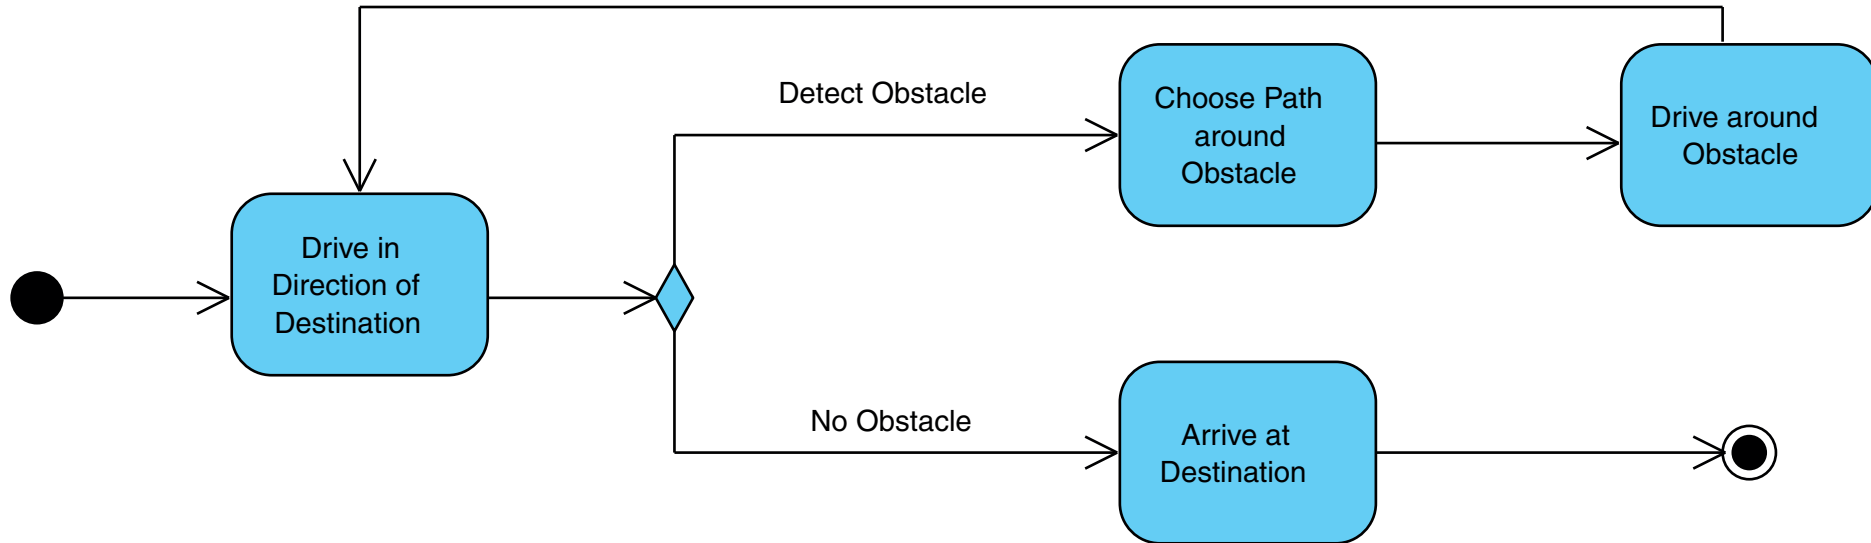 Detect Obstacle
Choose Path
around
Obstacle
Drive around
Obstacle
Drive in
Direction of
Destination
No Obstacle
Arrive at
Destination